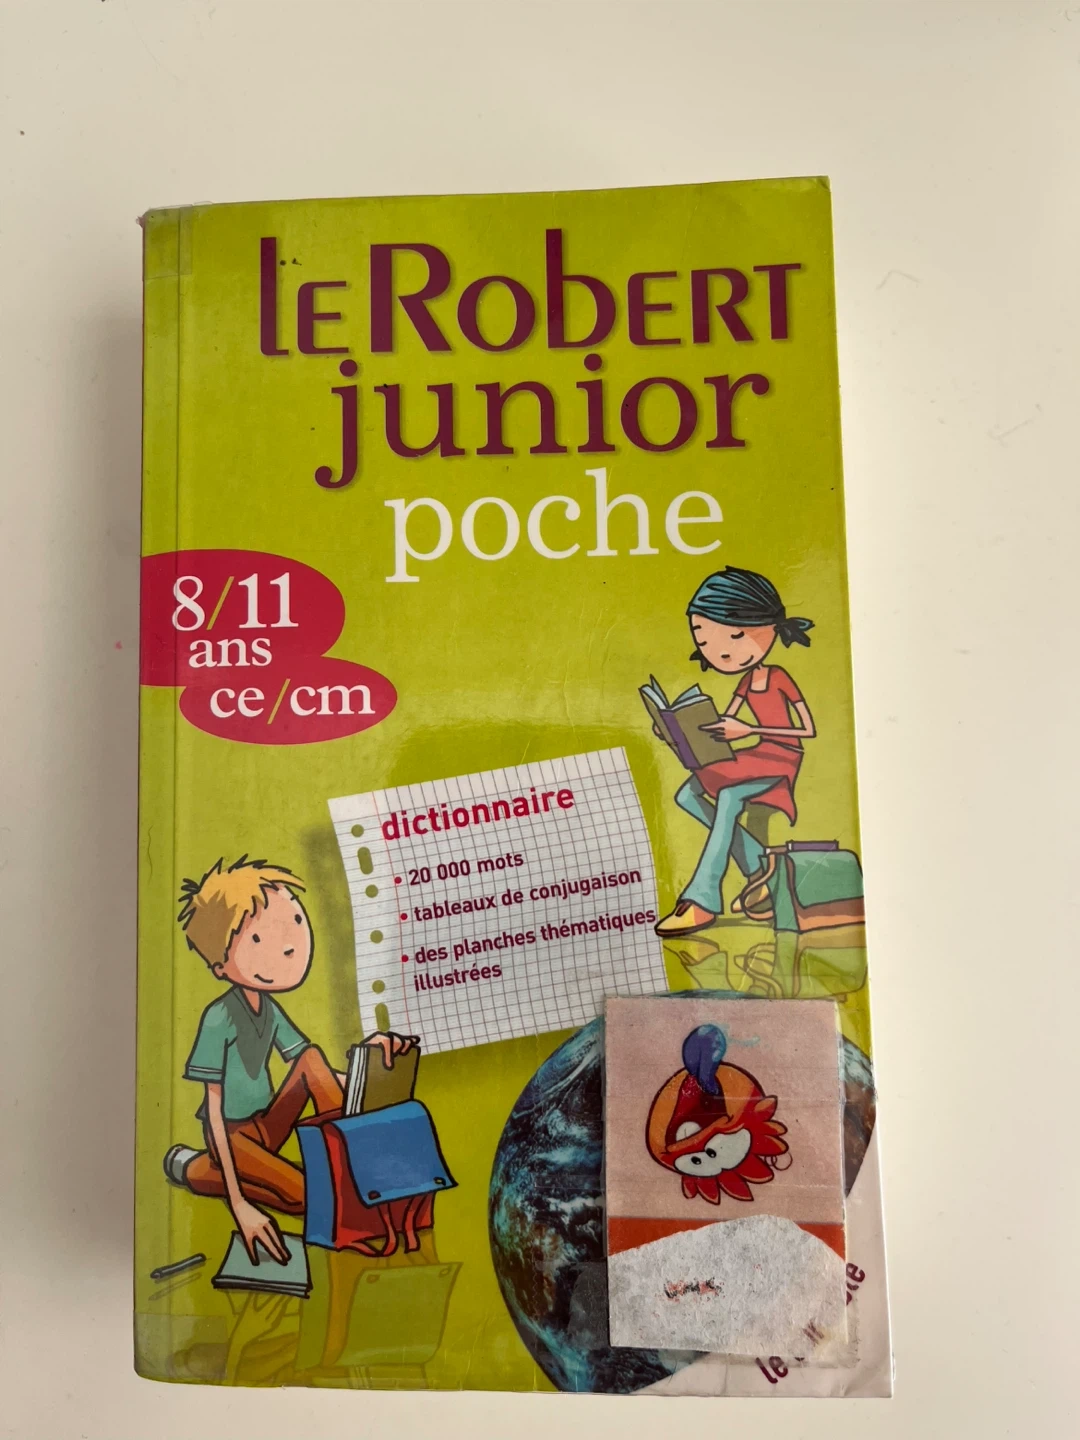 le Robert
junior
poche
8/11
ans
ce/cm
dictionnaire
• 20 000 mots
• tableaux de conjugaison
• des planches thématiques
illustrées
le